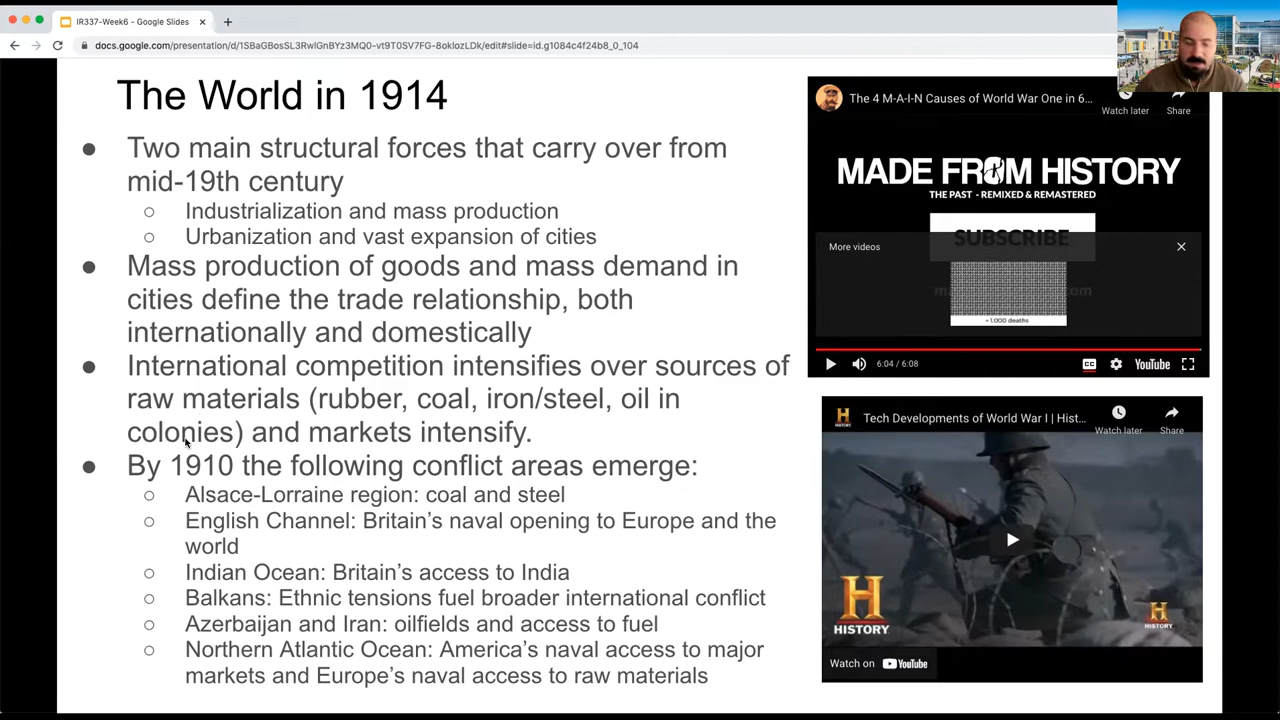 IR337-Week6 - Google Slides
docs.google.com/presentation/d/1SBaGBosSL3RwlGnBYz3MQ0-vt9T0SV7FG-8oklozLDk/edit#slide=id.g1084c4f24b8_0_104
The World in 1914
● Two main structural forces that carry over from
mid-19th century
○ Industrialization and mass production
○ Urbanization and vast expansion of cities
● Mass production of goods and mass demand in
cities define the trade relationship, both
internationally and domestically
● International competition intensifies over sources of
raw materials (rubber, coal, iron/steel, oil in
colonies) and markets intensify.
● By 1910 the following conflict areas emerge:
○ Alsace-Lorraine region: coal and steel
○ English Channel: Britain’s naval opening to Europe and the
world
○ Indian Ocean: Britain’s access to India
○ Balkans: Ethnic tensions fuel broader international conflict
○ Azerbaijan and Iran: oilfields and access to fuel
○ Northern Atlantic Ocean: America’s naval access to major
markets and Europe’s naval access to raw materials
The 4 M-A-I-N Causes of World War One in 6...
Watch later
Share
MADE FROM HISTORY
THE PAST - REMIXED & REMASTERED
SUBSCRIBE
More videos
.com
=1,000 deaths
6:04 / 6:08
CC
YouTube
H
Tech Developments of World War I | Hist...
Watch later
Share
H
HISTORY
H
HISTORY
Watch on YouTube